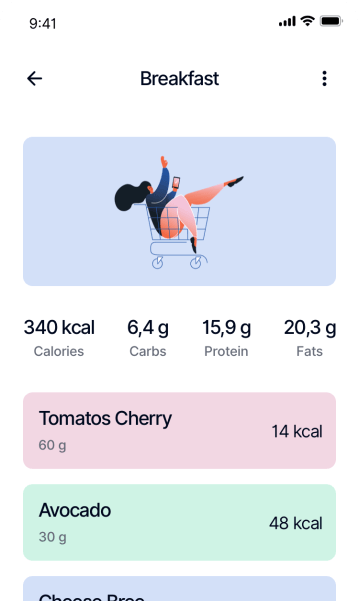 9:41
Breakfast
340 kcal 6,4 g 15,9 g 20,3 g
Calories Carbs Protein Fats
Tomatos Cherry
14 kcal
60 g
Avocado
48 kcal
30 g